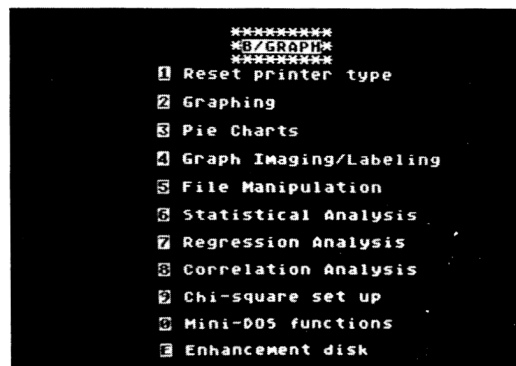 ***********
*B/GRAPH*
***********
1 Reset printer type
2 Graphing
3 Pie Charts
4 Graph Imaging/Labeling
5 File Manipulation
6 Statistical Analysis
7 Regression Analysis
8 Correlation Analysis
9 Chi-square set up
0 Mini-DOS functions
E Enhancement disk